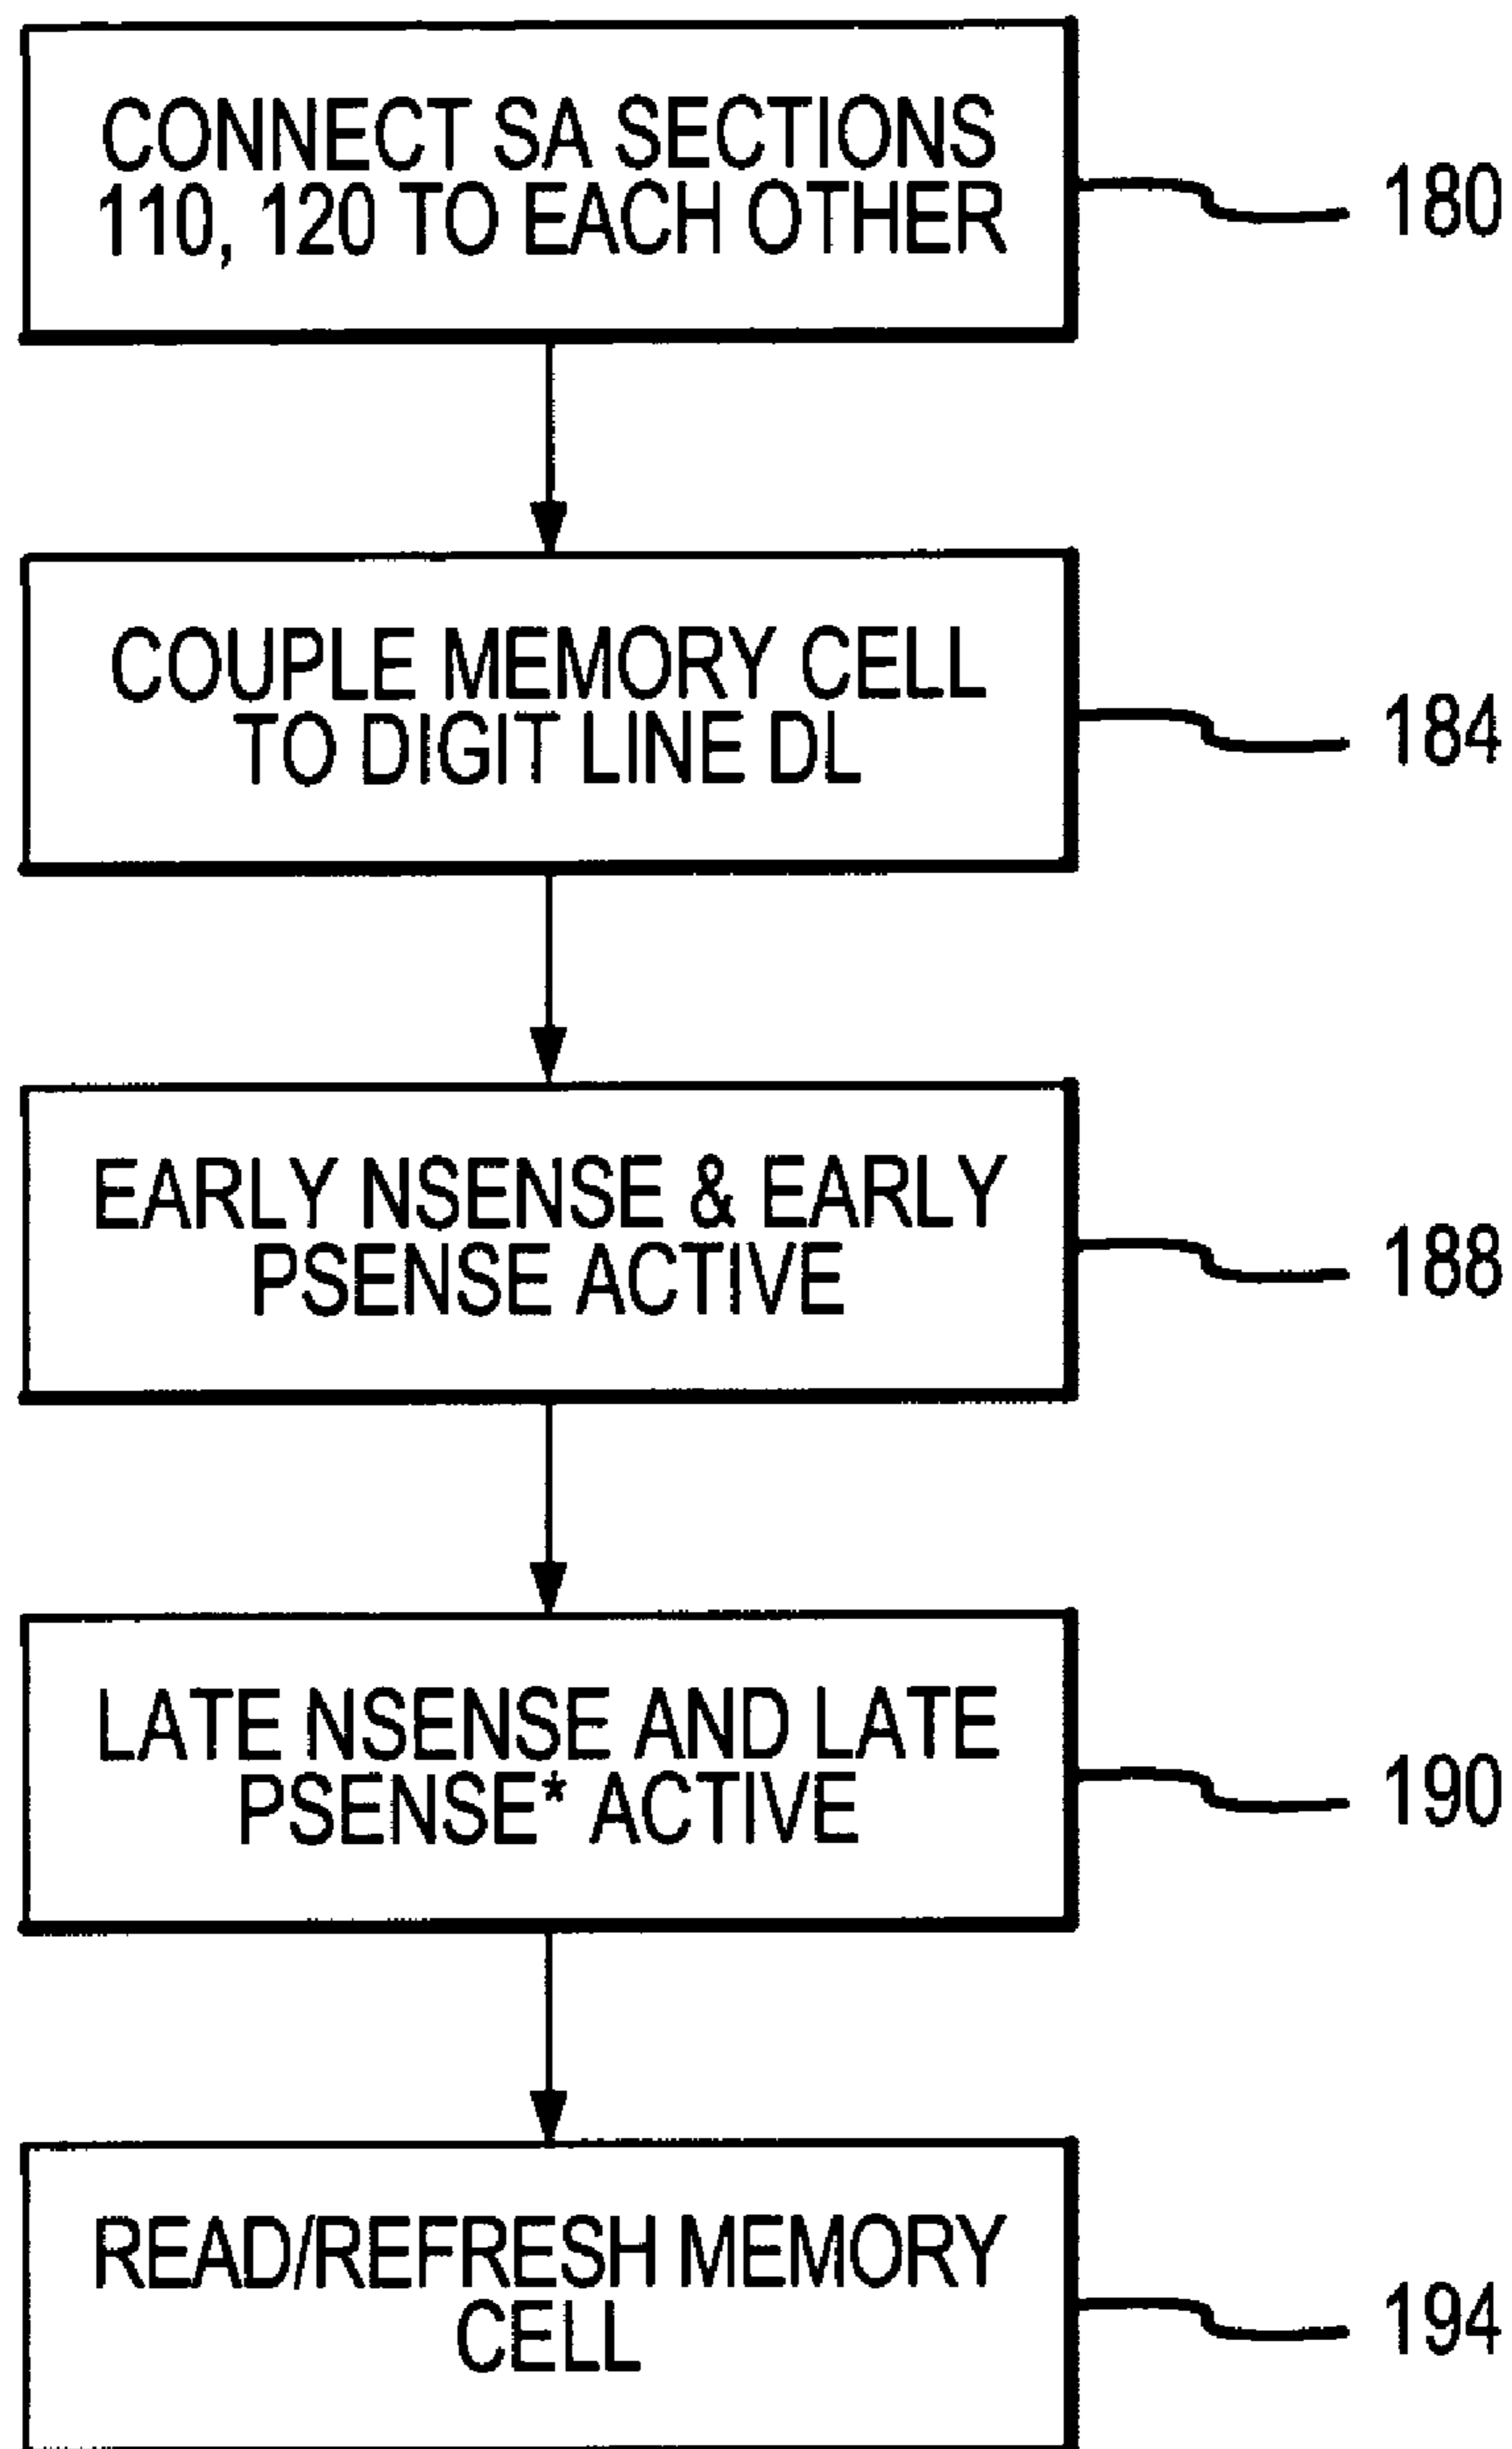 CONNECT SA SECTIONS
110, 120 TO EACH OTHER
180
COUPLE MEMORY CELL
TO DIGIT LINE DL
184
EARLY NSENSE & EARLY
PSENSE ACTIVE
188
LATE NSENSE AND LATE
PSENSE* ACTIVE
190
READ/REFRESH MEMORY
CELL
194